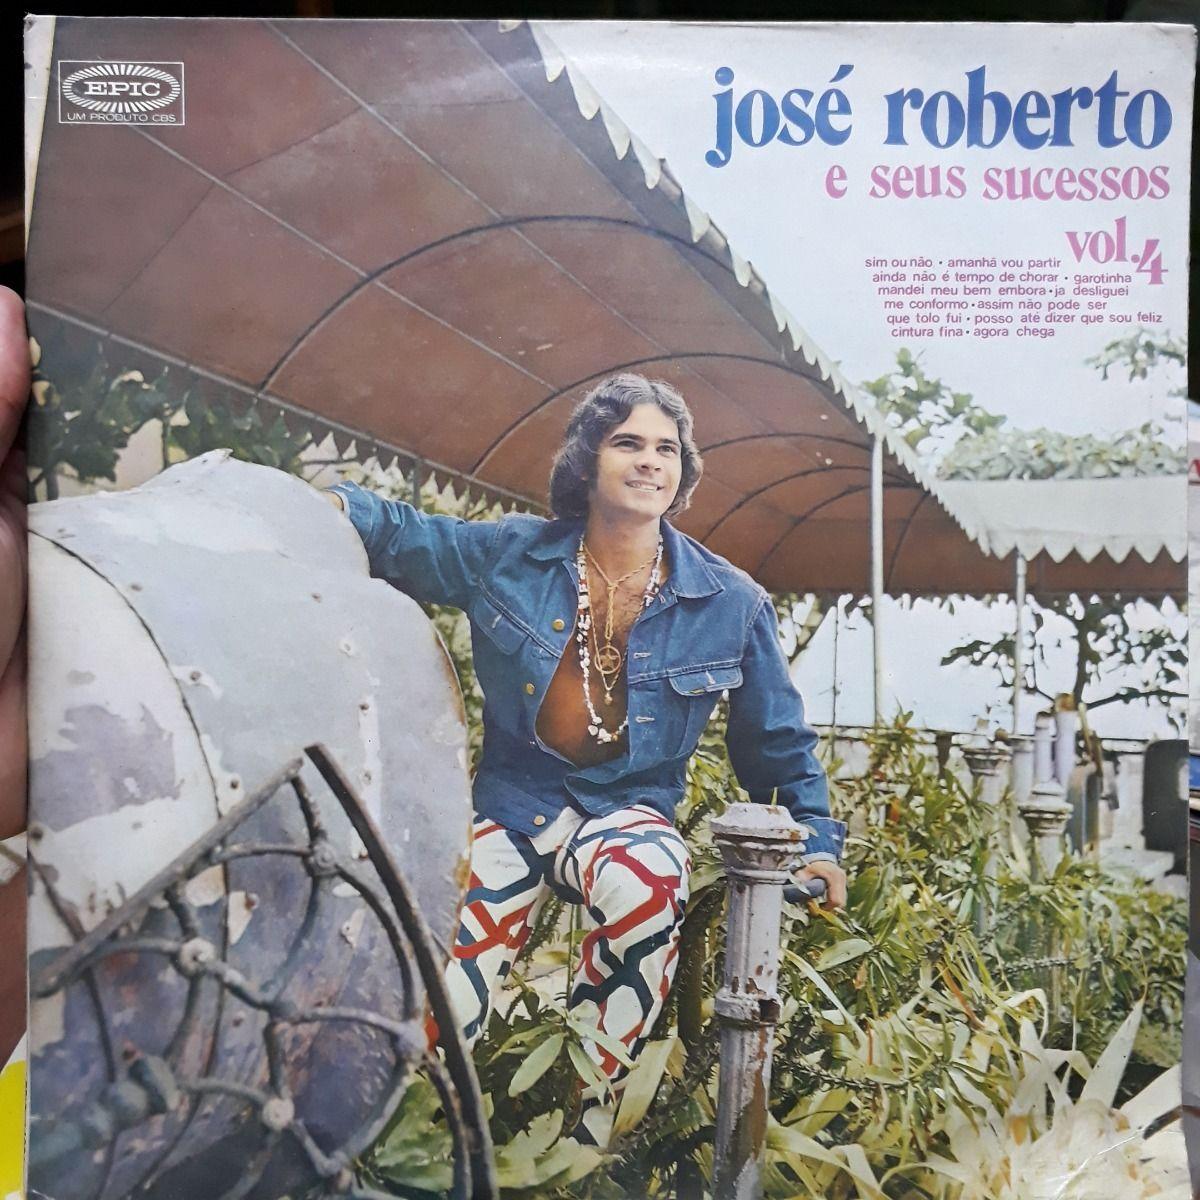 EPIC
UM PRODUTO CBS
josé roberto
e seus sucessos
vol. 4
sim ou não • amanhã vou partir
ainda não é tempo de chorar • garotinha
mandei meu bem embora • ja desliguei
me conformo • assim não pode ser
que tolo fui • posso até dizer que sou feliz
cintura fina • agora chega